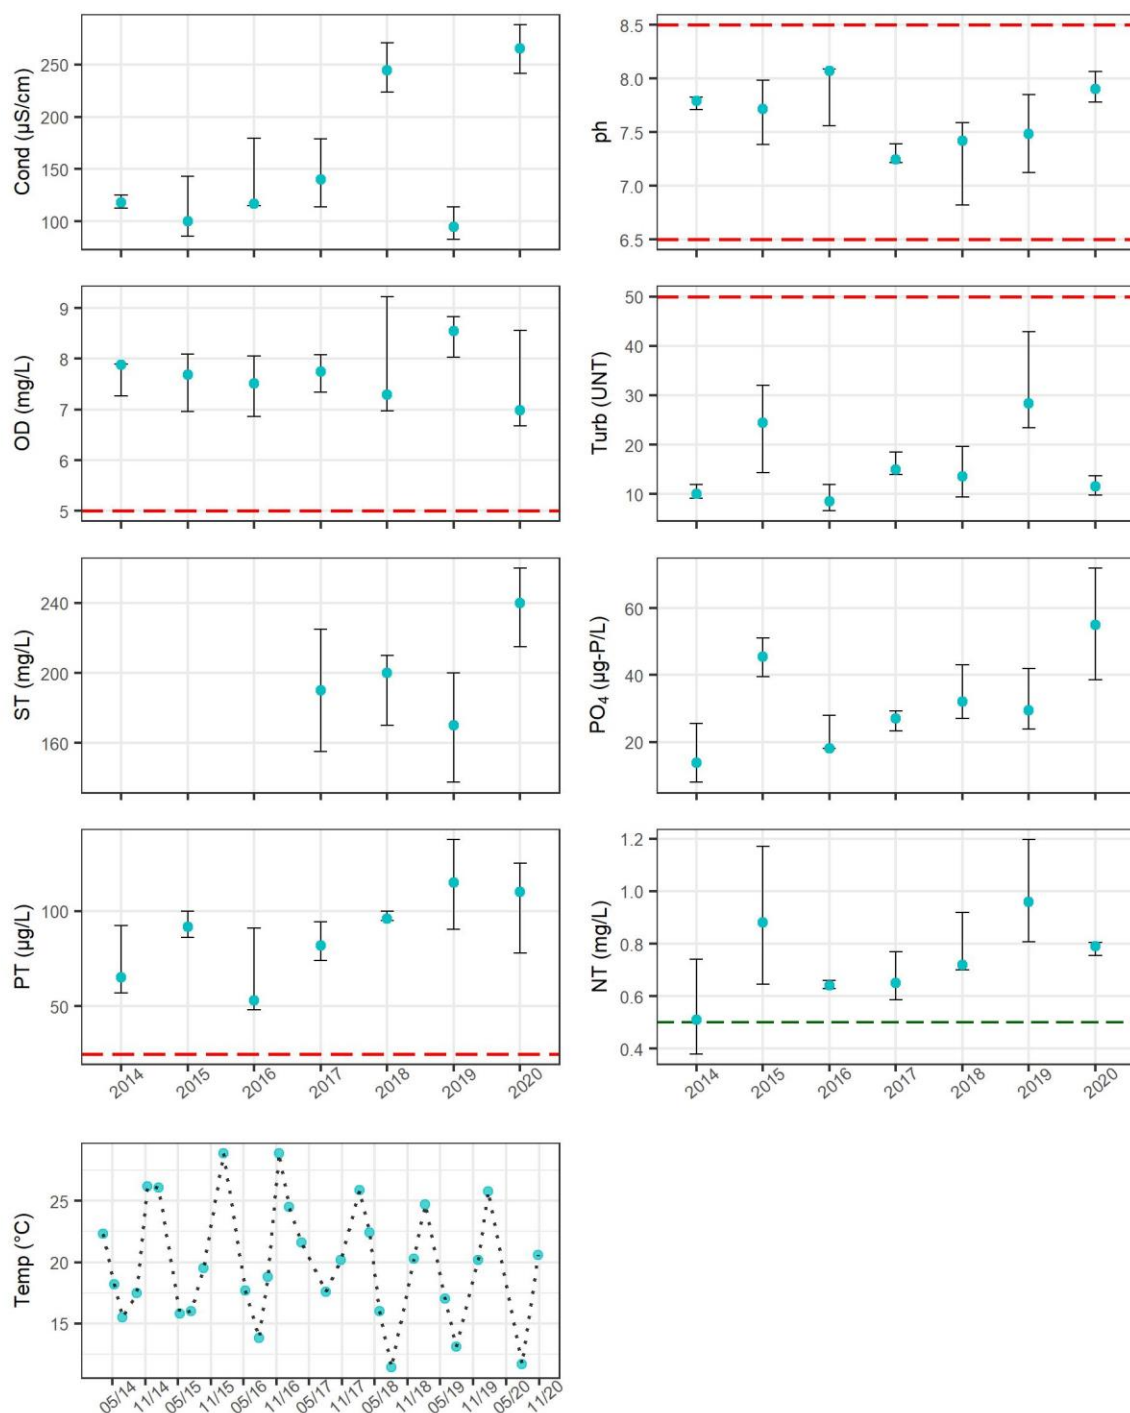 Cond (µS/cm)
250
200
150
100
ph
8.5
8.0
7.5
7.0
6.5
OD (mg/L)
9
8
7
6
5
Turb (UNT)
50
40
30
20
10
ST (mg/L)
240
200
160
PO₄ (µg-P/L)
60
40
20
PT (µg/L)
100
50
2014 2015 2016 2017 2018 2019 2020
NT (mg/L)
1.2
1.0
0.8
0.6
0.4
2014 2015 2016 2017 2018 2019 2020
Temp (°C)
25
20
15
05/14 11/14 05/15 11/15 05/16 11/16 05/17 11/17 05/18 11/18 05/19 11/19 05/20 11/20